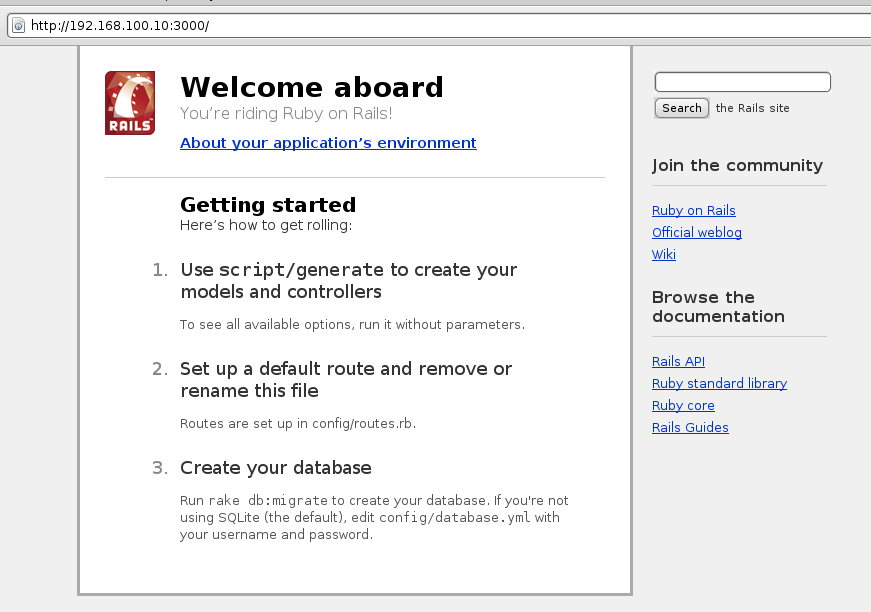 http://192.168.100.10:3000/
RAILS
Welcome aboard
You’re riding Ruby on Rails!
About your application’s environment
Getting started
Here’s how to get rolling:
1. Use script/generate to create your
models and controllers
To see all available options, run it without parameters.
2. Set up a default route and remove or
rename this file
Routes are set up in config/routes.rb.
3. Create your database
Run rake db:migrate to create your database. If you're not
using SQLite (the default), edit config/database.yml with
your username and password.
Search the Rails site
Join the community
Ruby on Rails
Official weblog
Wiki
Browse the
documentation
Rails API
Ruby standard library
Ruby core
Rails Guides